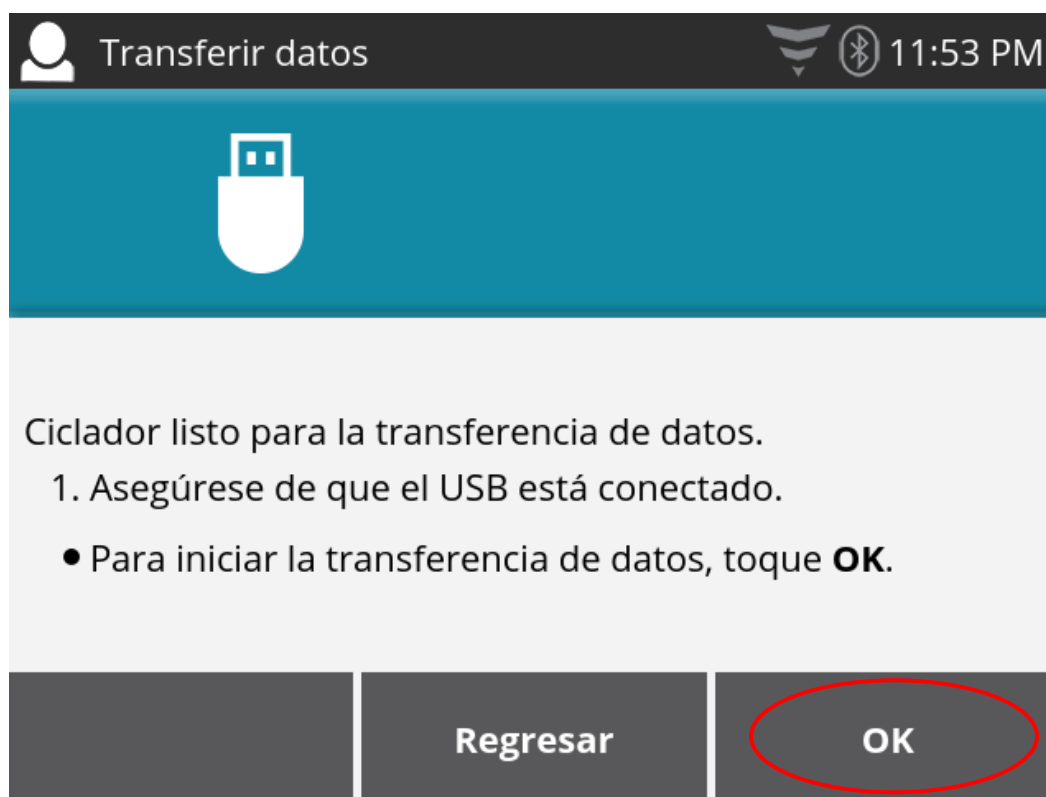 Transferir datos
11:53 PM
Ciclador listo para la transferencia de datos.
1. Asegúrese de que el USB está conectado.
• Para iniciar la transferencia de datos, toque OK.
Regresar
OK